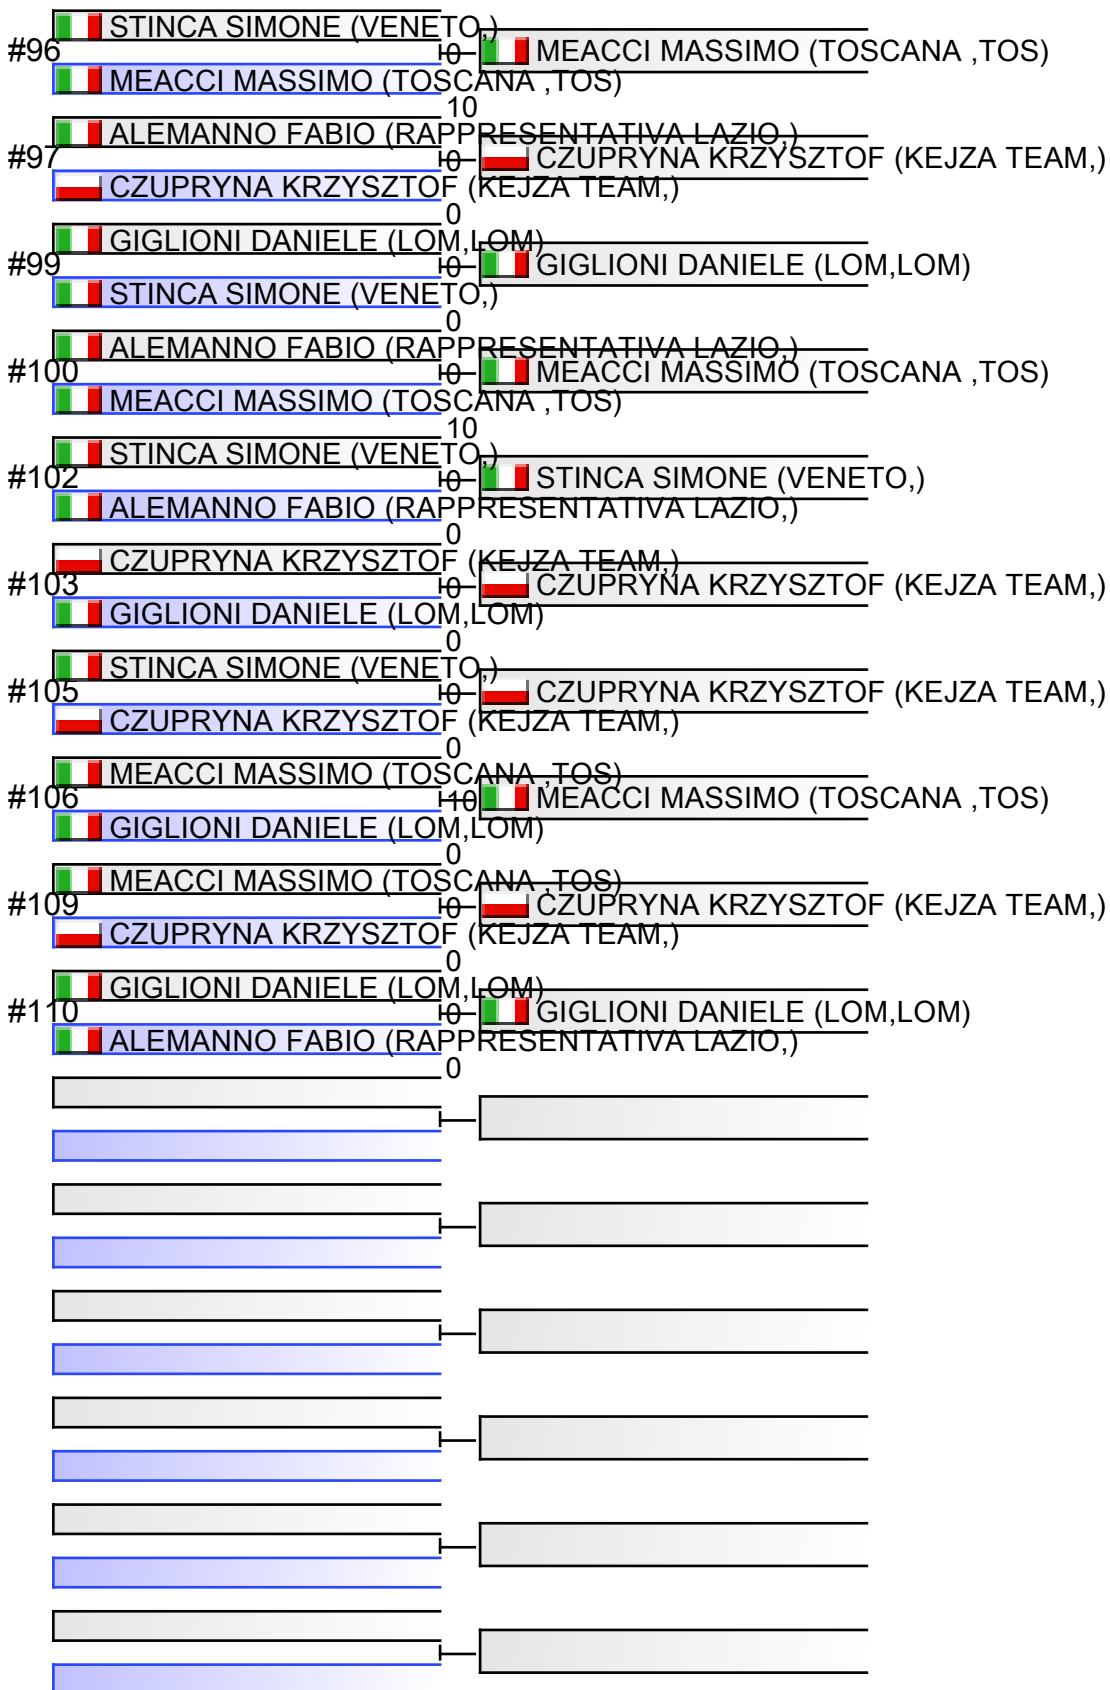 STINCA SIMONE (VENETO,)
#96
0
MEACCI MASSIMO (TOSCANA ,TOS)
MEACCI MASSIMO (TOSCANA ,TOS)
10
ALEMANNO FABIO (RAPPRESENTATIVA LAZIO,)
#97
0
CZUPRYNA KRZYSZTOF (KEJZA TEAM,)
CZUPRYNA KRZYSZTOF (KEJZA TEAM,)
0
GIGLIONI DANIELE (LOM,LOM)
#99
0
GIGLIONI DANIELE (LOM,LOM)
STINCA SIMONE (VENETO,)
0
ALEMANNO FABIO (RAPPRESENTATIVA LAZIO,)
#100
0
MEACCI MASSIMO (TOSCANA ,TOS)
MEACCI MASSIMO (TOSCANA ,TOS)
10
STINCA SIMONE (VENETO,)
#102
0
STINCA SIMONE (VENETO,)
ALEMANNO FABIO (RAPPRESENTATIVA LAZIO,)
0
CZUPRYNA KRZYSZTOF (KEJZA TEAM,)
#103
0
CZUPRYNA KRZYSZTOF (KEJZA TEAM,)
GIGLIONI DANIELE (LOM,LOM)
0
STINCA SIMONE (VENETO,)
#105
0
CZUPRYNA KRZYSZTOF (KEJZA TEAM,)
CZUPRYNA KRZYSZTOF (KEJZA TEAM,)
0
MEACCI MASSIMO (TOSCANA ,TOS)
#106
10
MEACCI MASSIMO (TOSCANA ,TOS)
GIGLIONI DANIELE (LOM,LOM)
0
MEACCI MASSIMO (TOSCANA ,TOS)
#109
0
CZUPRYNA KRZYSZTOF (KEJZA TEAM,)
CZUPRYNA KRZYSZTOF (KEJZA TEAM,)
0
GIGLIONI DANIELE (LOM,LOM)
#110
0
GIGLIONI DANIELE (LOM,LOM)
ALEMANNO FABIO (RAPPRESENTATIVA LAZIO,)
0